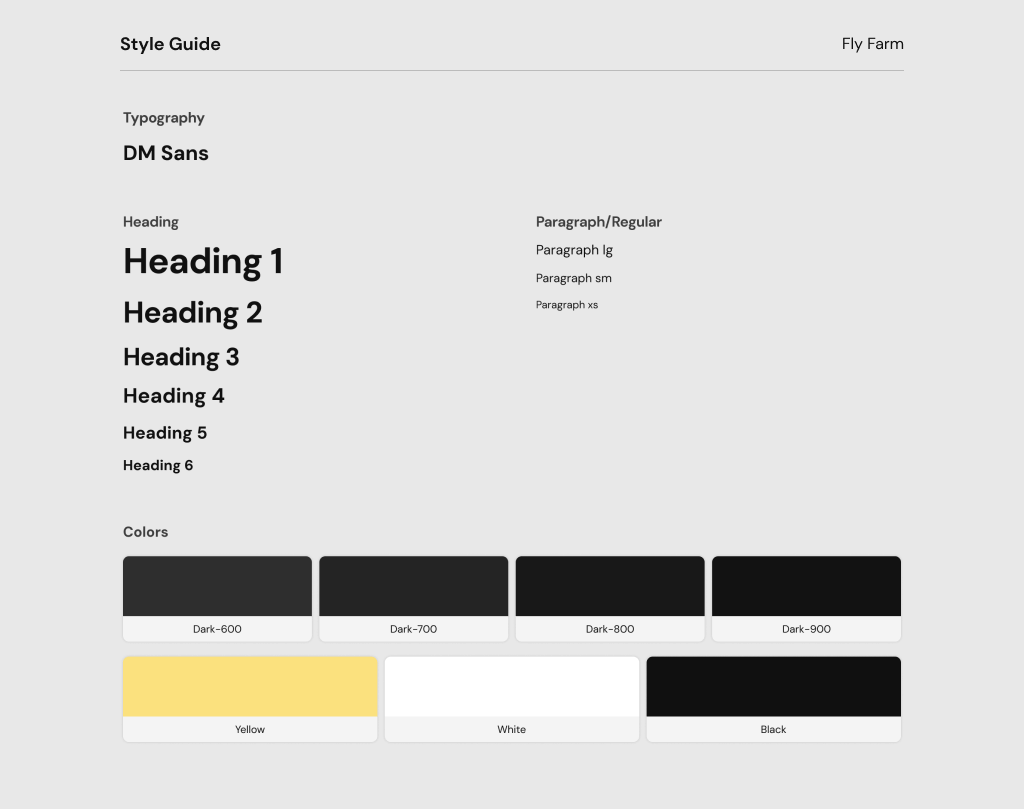 Style Guide
Fly Farm
Typography
DM Sans
Heading
Heading 1
Heading 2
Heading 3
Heading 4
Heading 5
Heading 6
Paragraph/Regular
Paragraph lg
Paragraph sm
Paragraph xs
Colors
Dark-600
Dark-700
Dark-800
Dark-900
Yellow
White
Black